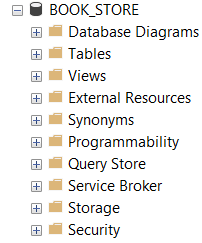 BOOK_STORE
Database Diagrams
Tables
Views
External Resources
Synonyms
Programmability
Query Store
Service Broker
Storage
Security